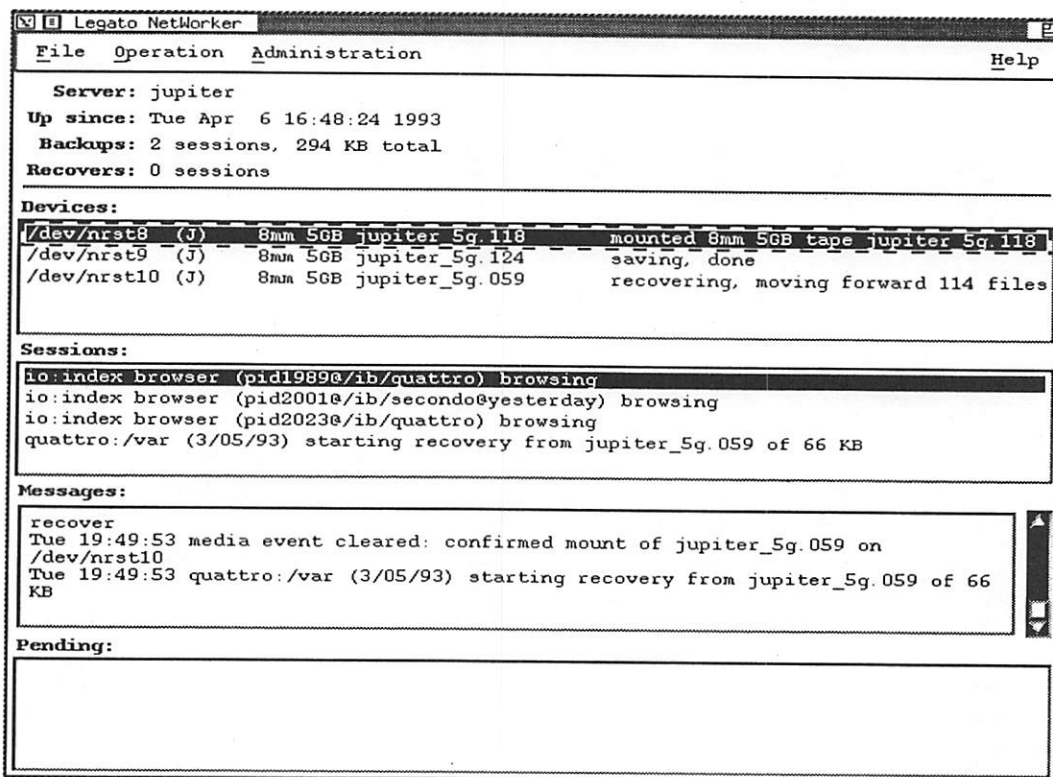 Legato NetWorker
File Operation Administration Help
Server: jupiter
Up since: Tue Apr  6 16:48:24 1993
Backups: 2 sessions, 294 KB total
Recovers: 0 sessions
Devices:
/dev/nrst8 (J) 8mm 5GB jupiter_5g.118 mounted 8mm 5GB tape jupiter_5g.118
/dev/nrst9 (J) 8mm 5GB jupiter_5g.124 saving, done
/dev/nrst10 (J) 8mm 5GB jupiter_5g.059 recovering, moving forward 114 files
Sessions:
io:index browser (pid1989@/ib/quattro) browsing
io:index browser (pid2001@/ib/secondo@yesterday) browsing
io:index browser (pid2023@/ib/quattro) browsing
quattro:/var (3/05/93) starting recovery from jupiter_5g.059 of 66 KB
Messages:
recover
Tue 19:49:53 media event cleared: confirmed mount of jupiter_5g.059 on
/dev/nrst10
Tue 19:49:53 quattro:/var (3/05/93) starting recovery from jupiter_5g.059 of 66
KB
Pending: